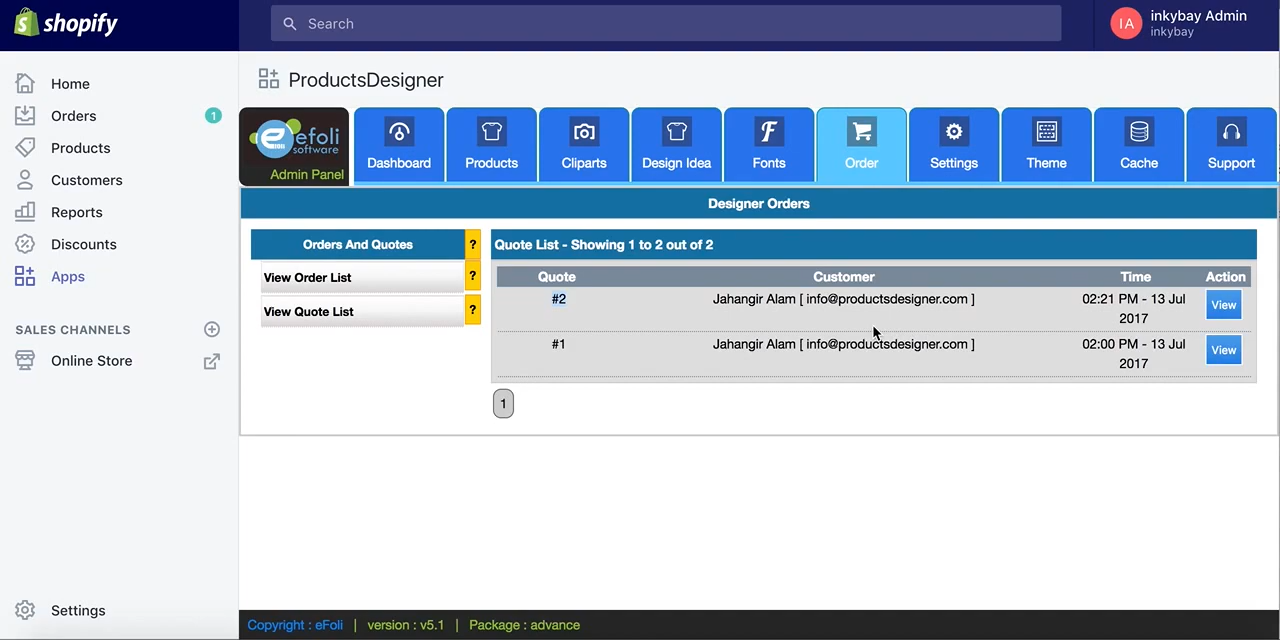 shopify
Search
IA
inkybay Admin
inkybay
Home
Orders
1
Products
Customers
Reports
Discounts
Apps
SALES CHANNELS
Online Store
Settings
ProductsDesigner
e efoli
EFOLI software
Admin Panel
Dashboard
Products
Cliparts
Design Idea
Fonts
Order
Settings
Theme
Cache
Support
Designer Orders
Orders And Quotes ?
View Order List ?
View Quote List ?
Quote List - Showing 1 to 2 out of 2
Quote Customer Time Action
#2 Jahangir Alam [ info@productsdesigner.com ] 02:21 PM - 13 Jul View
2017
#1 Jahangir Alam [ info@productsdesigner.com ] 02:00 PM - 13 Jul View
2017
1
Copyright : eFoli | version : v5.1 | Package : advance